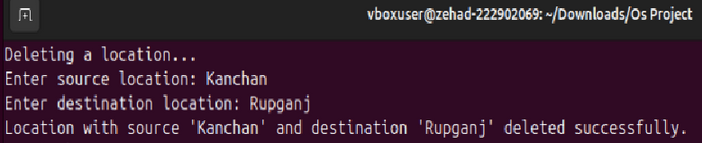 vboxuser@zehad-222902069: ~/Downloads/Os Project
Deleting a location...
Enter source location: Kanchan
Enter destination location: Rupganj
Location with source 'Kanchan' and destination 'Rupganj' deleted successfully.